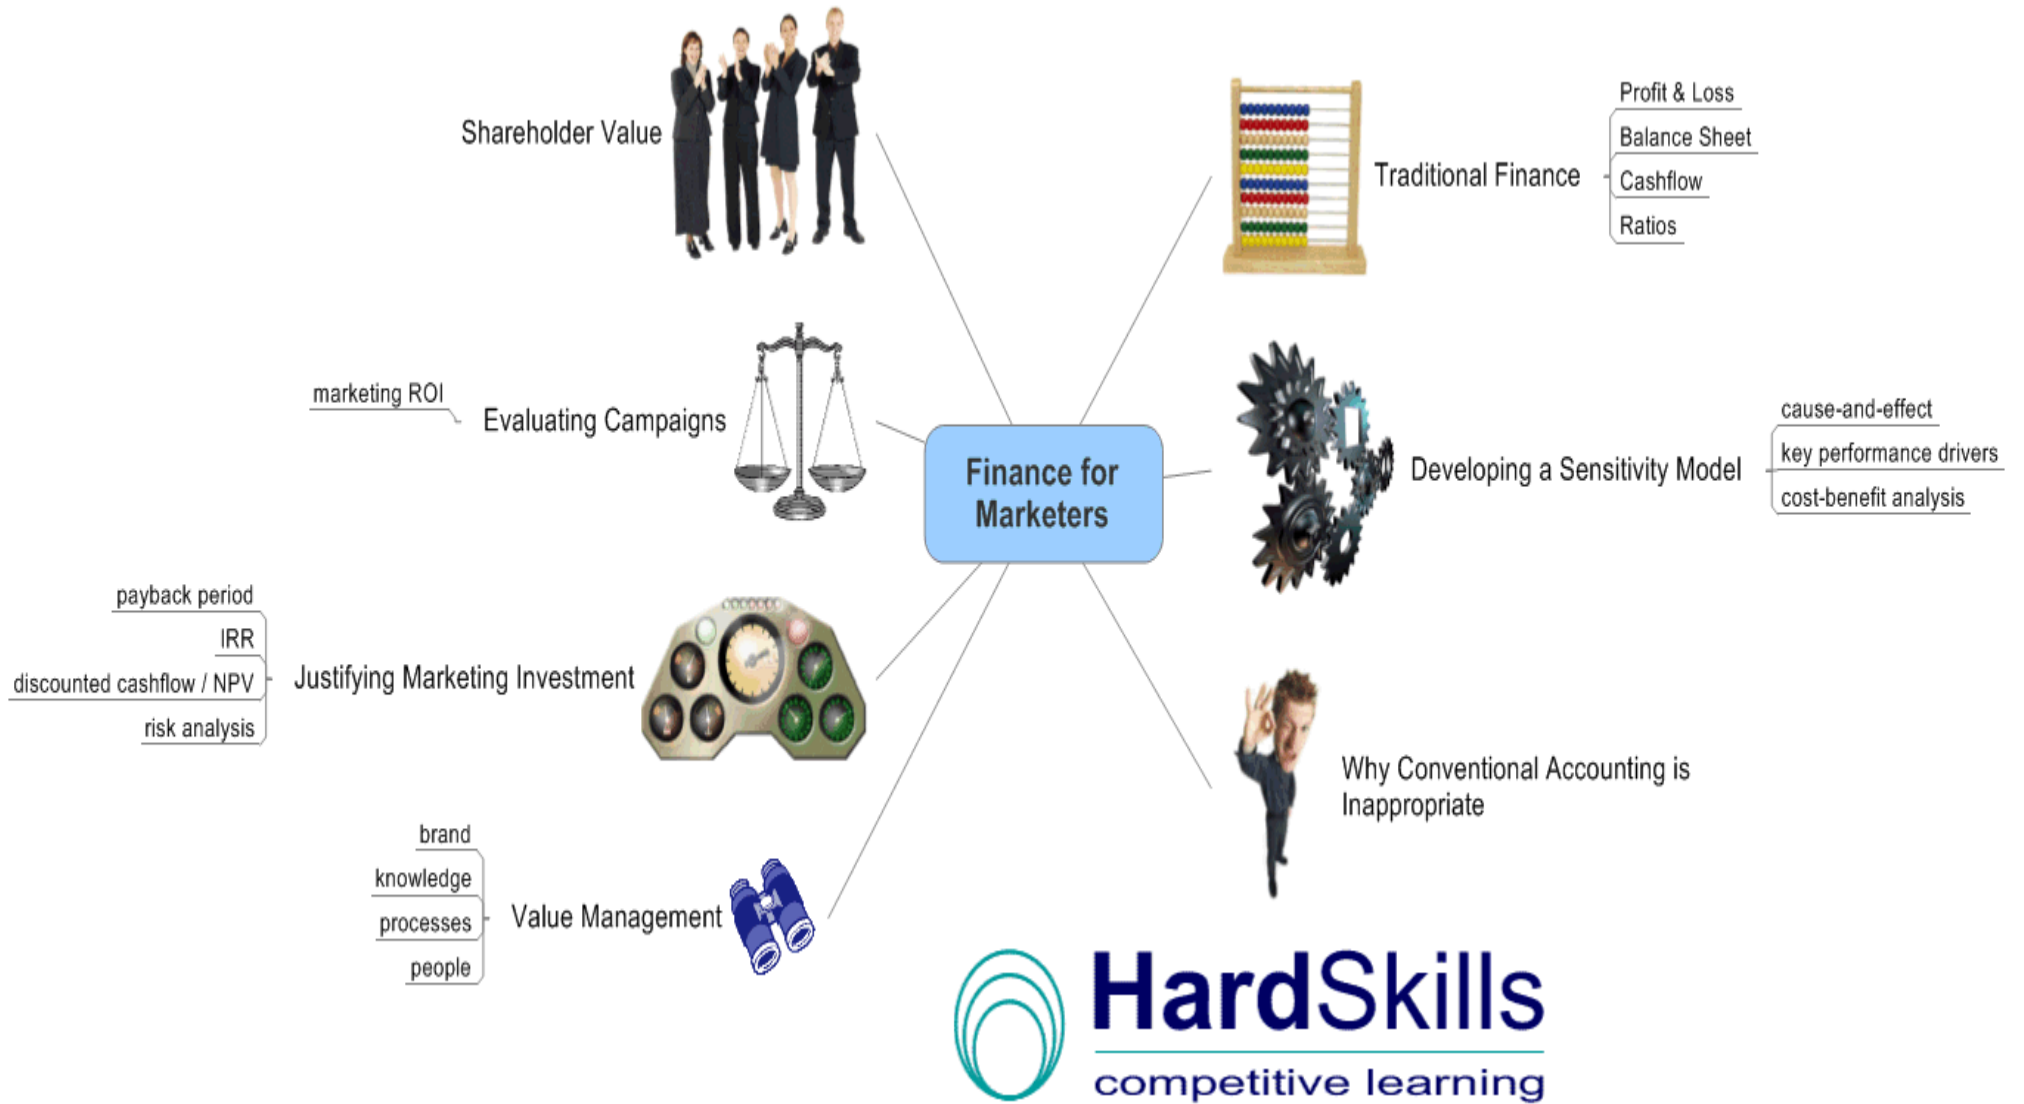 Finance for
Marketers
Traditional Finance
Profit & Loss
Balance Sheet
Cashflow
Ratios
Developing a Sensitivity Model
cause-and-effect
key performance drivers
cost-benefit analysis
Why Conventional Accounting is
Inappropriate
Shareholder Value
Evaluating Campaigns
marketing ROI
Justifying Marketing Investment
payback period
IRR
discounted cashflow / NPV
risk analysis
Value Management
brand
knowledge
processes
people
HardSkills
competitive learning